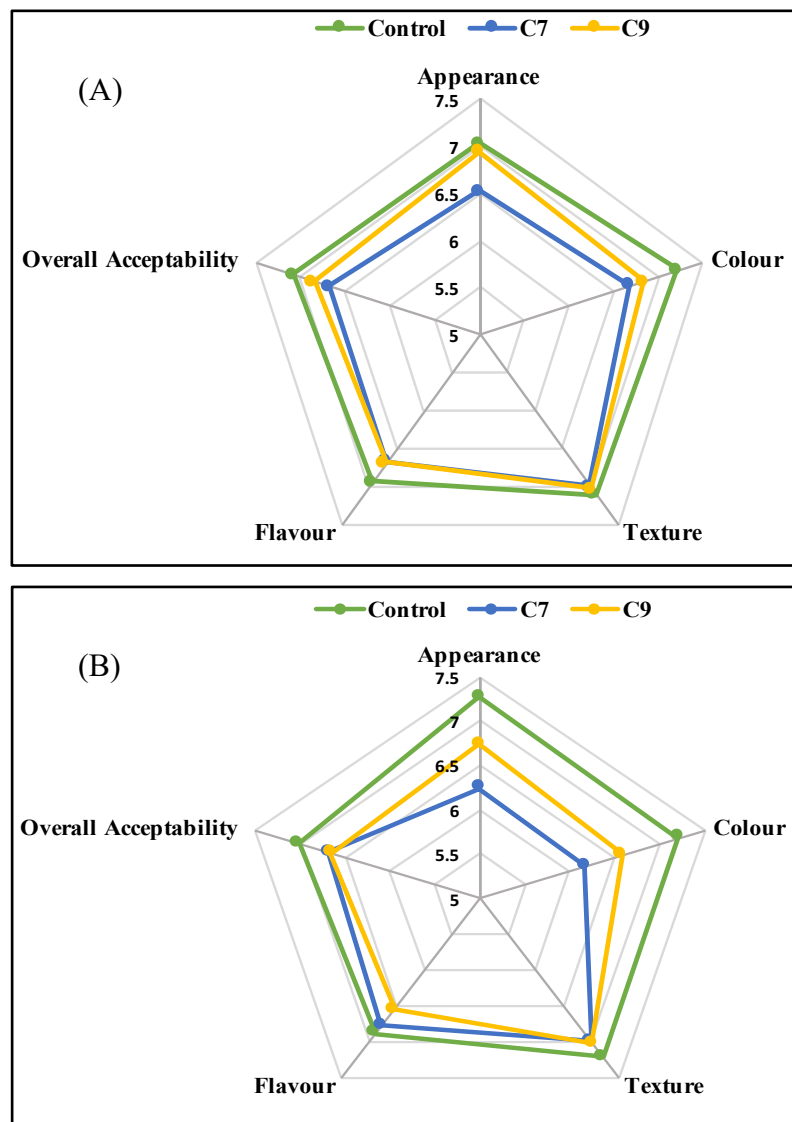 Control C7 C9
(A)
Appearance
7.5
7
6.5
6
5.5
5
Overall Acceptability
Colour
Flavour
Texture
Control C7 C9
(B)
Appearance
7.5
7
6.5
6
5.5
5
Overall Acceptability
Colour
Flavour
Texture